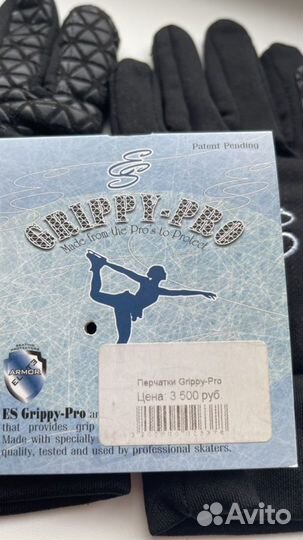 Patent Pending
ES
GRIPPY-PRO
Made from the Pro's to Protect
ARMOR
Перчатки Grippy-Pro
Цена: 3 500 руб.
ES Grippy-Pro
that provides grip
Made with specially
quality, tested and used by professional skaters.
Avito